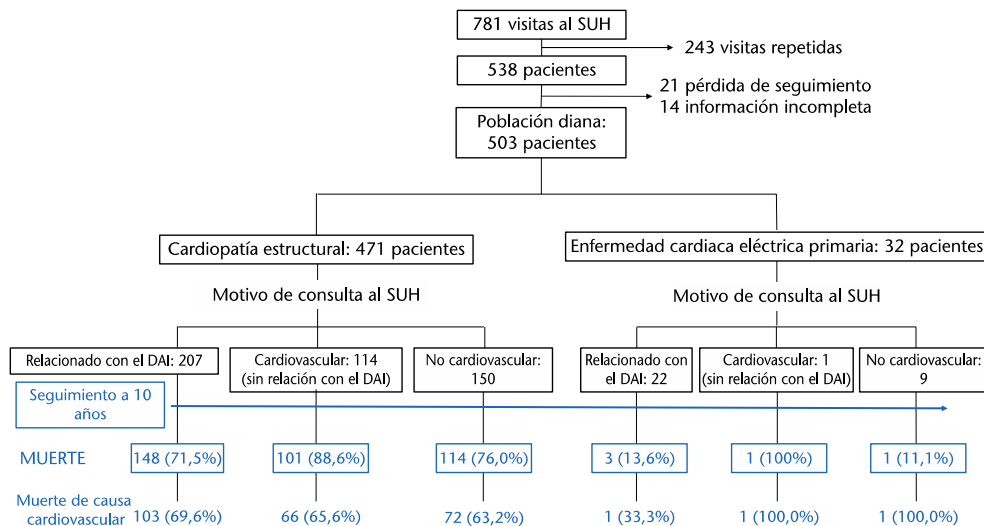 781 visitas al SUH
243 visitas repetidas
538 pacientes
21 pérdida de seguimiento
14 información incompleta
Población diana:
503 pacientes
Cardiopatía estructural: 471 pacientes
Enfermedad cardiaca eléctrica primaria: 32 pacientes
Motivo de consulta al SUH
Motivo de consulta al SUH
Relacionado con el DAI: 207
Cardiovascular: 114
(sin relación con el DAI)
No cardiovascular:
150
Relacionado con
el DAI: 22
Cardiovascular: 1
(sin relación con el DAI)
No cardiovascular:
9
Seguimiento a 10
años
MUERTE
148 (71,5%)
101 (88,6%)
114 (76,0%)
3 (13,6%)
1 (100%)
1 (11,1%)
Muerte de causa
cardiovascular
103 (69,6%)
66 (65,6%)
72 (63,2%)
1 (33,3%)
1 (100,0%)
1 (100,0%)